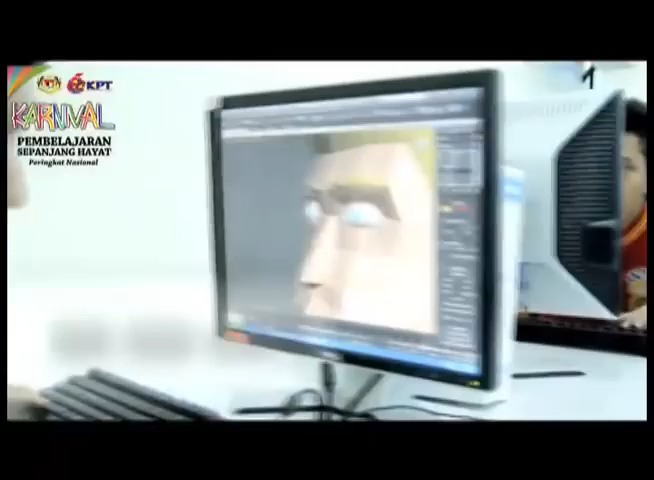 KPT
KARNIVAL
PEMBELAJARAN
SEPANJANG HAYAT
Peringkat Nasional